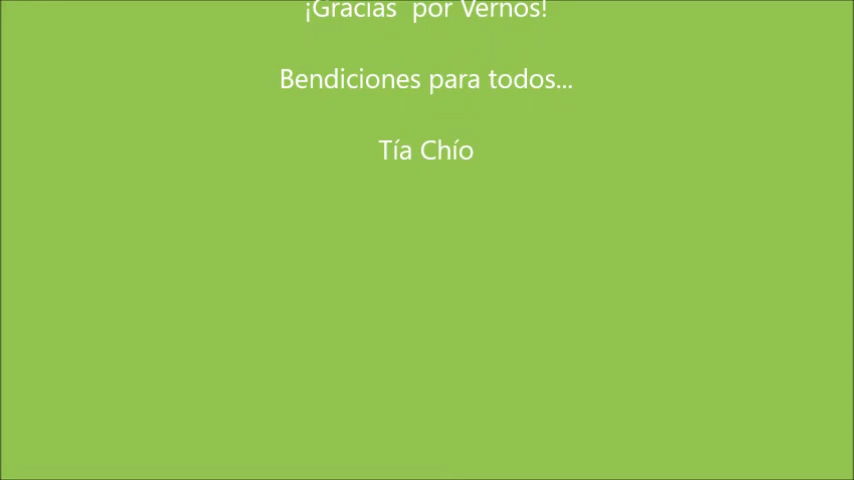 ¡Gracias  por Vernos!
Bendiciones para todos...
Tía Chío